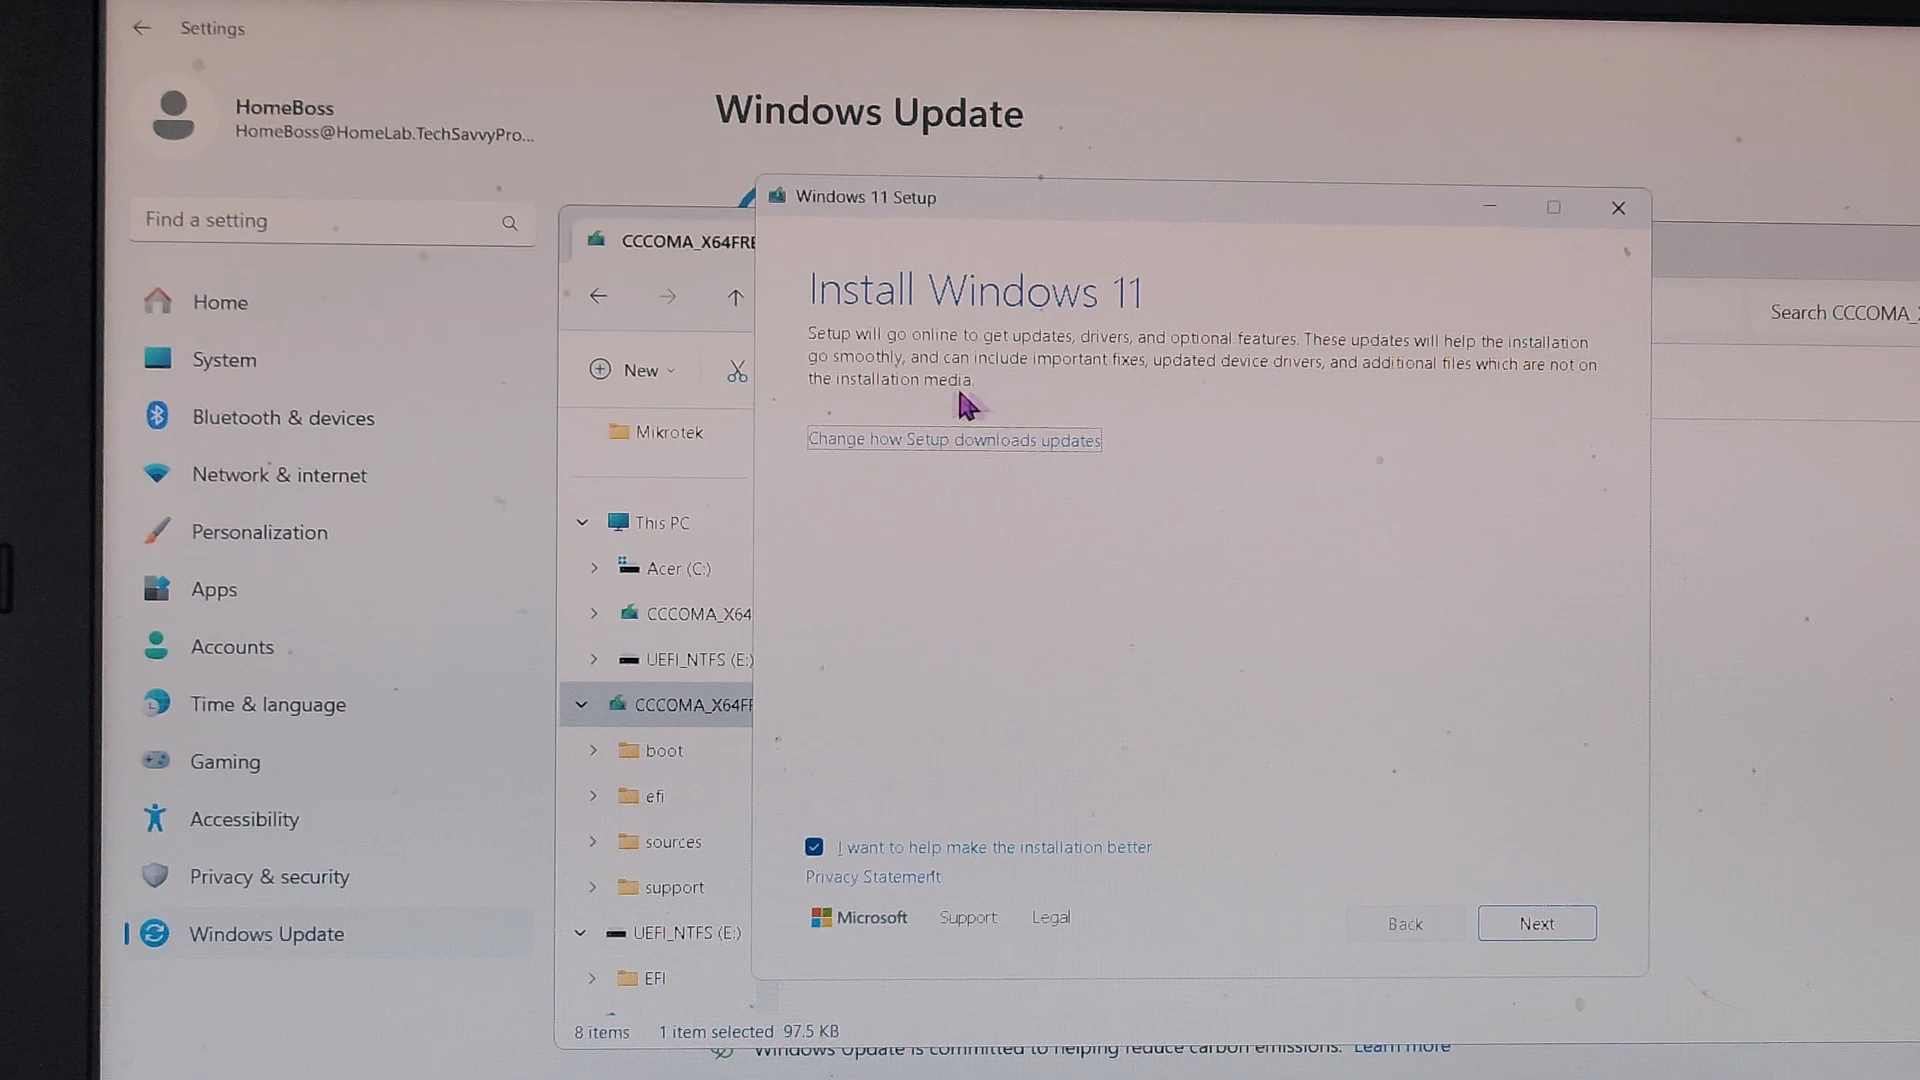 Settings
HomeBoss
HomeBoss@HomeLab.TechSavvyPro...
Find a setting
Home
System
Bluetooth & devices
Network & internet
Personalization
Apps
Accounts
Time & language
Gaming
Accessibility
Privacy & security
Windows Update
Windows Update
CCCOMA_X64FRE
New
Mikrotek
This PC
Acer (C:)
CCCOMA_X64
UEFI_NTFS (E:)
CCCOMA_X64FF
boot
efi
sources
support
UEFI_NTFS (E:)
EFI
8 items 1 item selected 97.5 KB
Windows 11 Setup
Install Windows 11
Setup will go online to get updates, drivers, and optional features. These updates will help the installation
go smoothly, and can include important fixes, updated device drivers, and additional files which are not on
the installation media.
Change how Setup downloads updates
I want to help make the installation better
Privacy Statement
Microsoft Support Legal
Back Next
Search CCCOMA_X
Windows Update is committed to helping reduce carbon emissions. Learn more